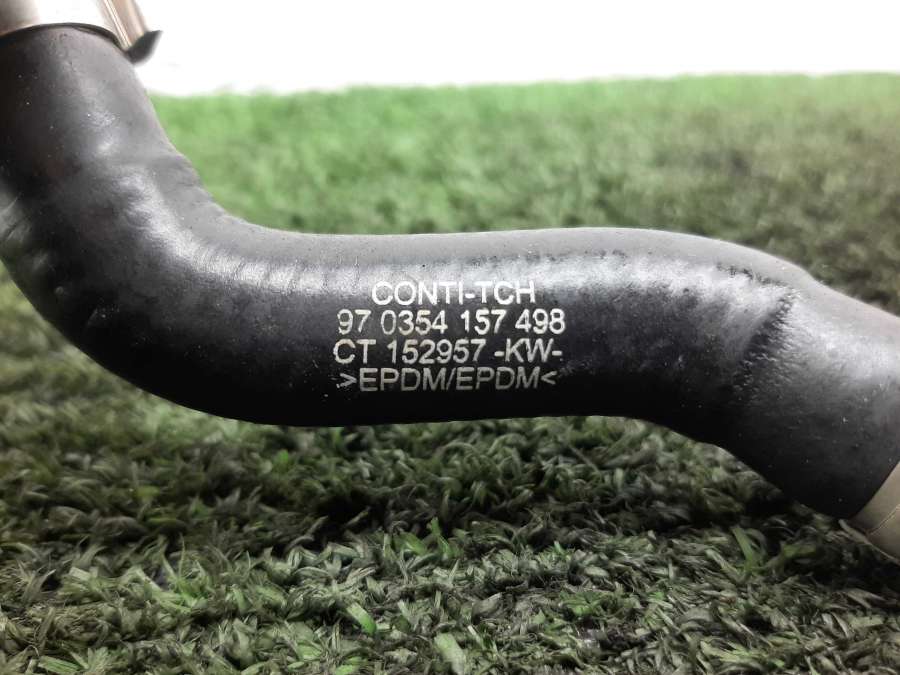 CONTI-TCH
97 0354 157 498
CT 152957 -KW-
>EPDM/EPDM<